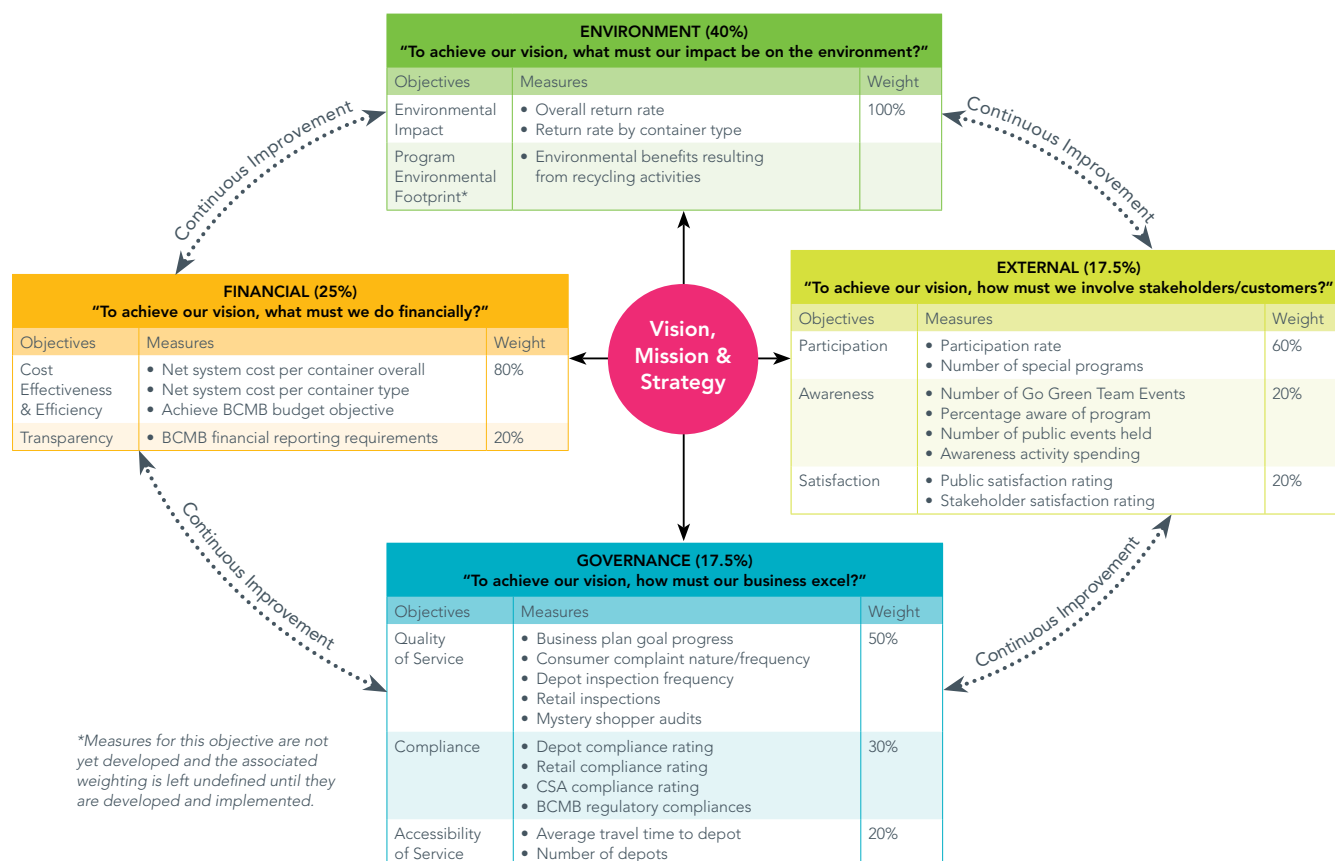 ENVIRONMENT (40%)
“To achieve our vision, what must our impact be on the environment?”
Objectives Measures Weight
Environmental Impact
• Overall return rate
• Return rate by container type
100%
Program Environmental Footprint*
• Environmental benefits resulting
from recycling activities
Continuous Improvement
Continuous Improvement
FINANCIAL (25%)
“To achieve our vision, what must we do financially?”
Objectives Measures Weight
Cost
Effectiveness
& Efficiency
• Net system cost per container overall
• Net system cost per container type
• Achieve BCMB budget objective
80%
Transparency • BCMB financial reporting requirements 20%
Vision,
Mission &
Strategy
EXTERNAL (17.5%)
“To achieve our vision, how must we involve stakeholders/customers?”
Objectives Measures Weight
Participation • Participation rate 60%
• Number of special programs
Awareness • Number of Go Green Team Events 20%
• Percentage aware of program
• Number of public events held
• Awareness activity spending
Satisfaction • Public satisfaction rating 20%
• Stakeholder satisfaction rating
Continuous Improvement
Continuous Improvement
GOVERNANCE (17.5%)
“To achieve our vision, how must our business excel?”
Objectives Measures Weight
Quality
of Service
• Business plan goal progress
• Consumer complaint nature/frequency
• Depot inspection frequency
• Retail inspections
• Mystery shopper audits
50%
Compliance • Depot compliance rating 30%
• Retail compliance rating
• CSA compliance rating
• BCMB regulatory compliances
Accessibility
of Service
• Average travel time to depot
• Number of depots
20%
*Measures for this objective are not
yet developed and the associated
weighting is left undefined until they
are developed and implemented.